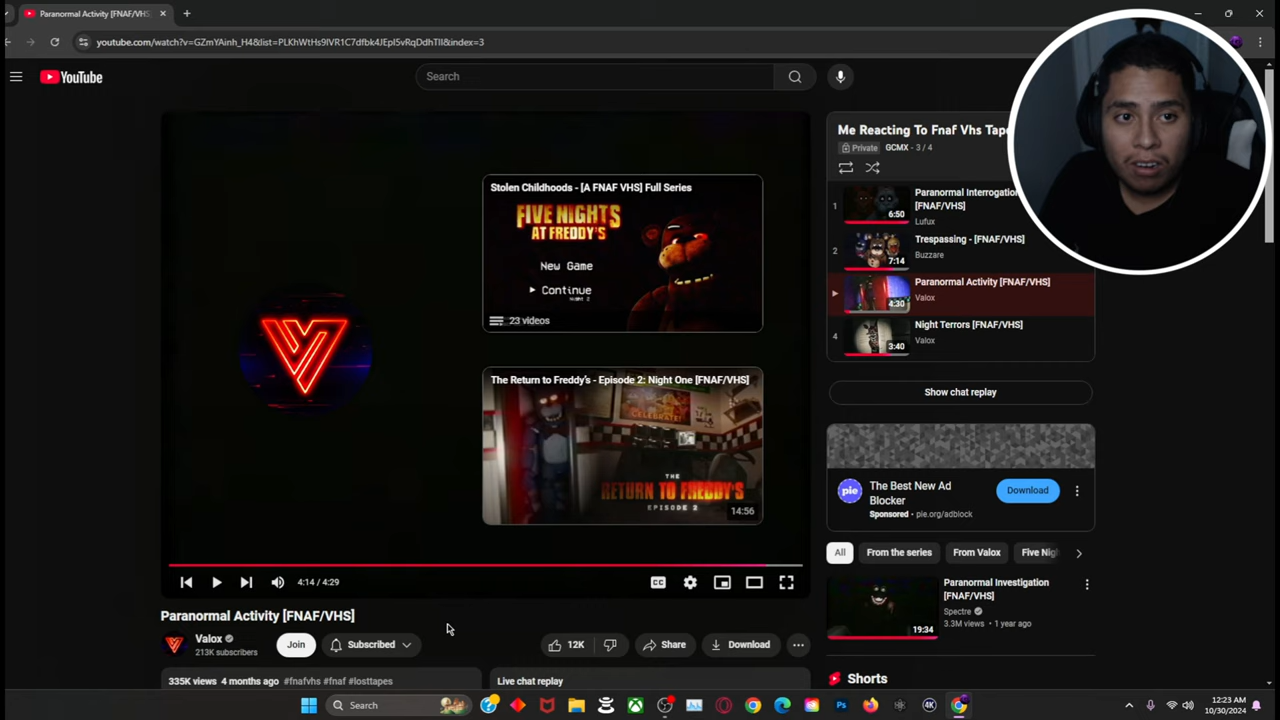 Paranormal Activity [FNAF/VHS]
youtube.com/watch?v=GZmYAinh_H4&list=PLKhWtHs9IVR1C7dfbk4JEpI5vRqDdhTIl&index=3
YouTube
Search
Stolen Childhoods - [A FNAF VHS] Full Series
FIVE NIGHTS
AT FREDDY'S
New Game
Continue
23 videos
The Return to Freddy's - Episode 2: Night One [FNAF/VHS]
CELEBRATE!
THE
RETURN TO FREDDY'S
EPISODE 2
14:56
4:14 / 4:29
CC
Paranormal Activity [FNAF/VHS]
Valox
213K subscribers
Join
Subscribed
12K
Share
Download
335K views 4 months ago #fnafvhs #fnaf #losttapes
Live chat replay
Me Reacting To Fnaf Vhs Tape
Private GCMX - 3 / 4
1
6:50
Paranormal Interrogation
[FNAF/VHS]
Lufux
2
7:14
Trespassing - [FNAF/VHS]
Buzzare
4:30
Paranormal Activity [FNAF/VHS]
Valox
4
3:40
Night Terrors [FNAF/VHS]
Valox
Show chat replay
pie
The Best New Ad
Blocker
Sponsored · pie.org/adblock
Download
All
From the series
From Valox
Five Nig
19:34
Paranormal Investigation
[FNAF/VHS]
Spectre
3.3M views · 1 year ago
Shorts
Search
Ps
4K
12:23 AM
10/30/2024